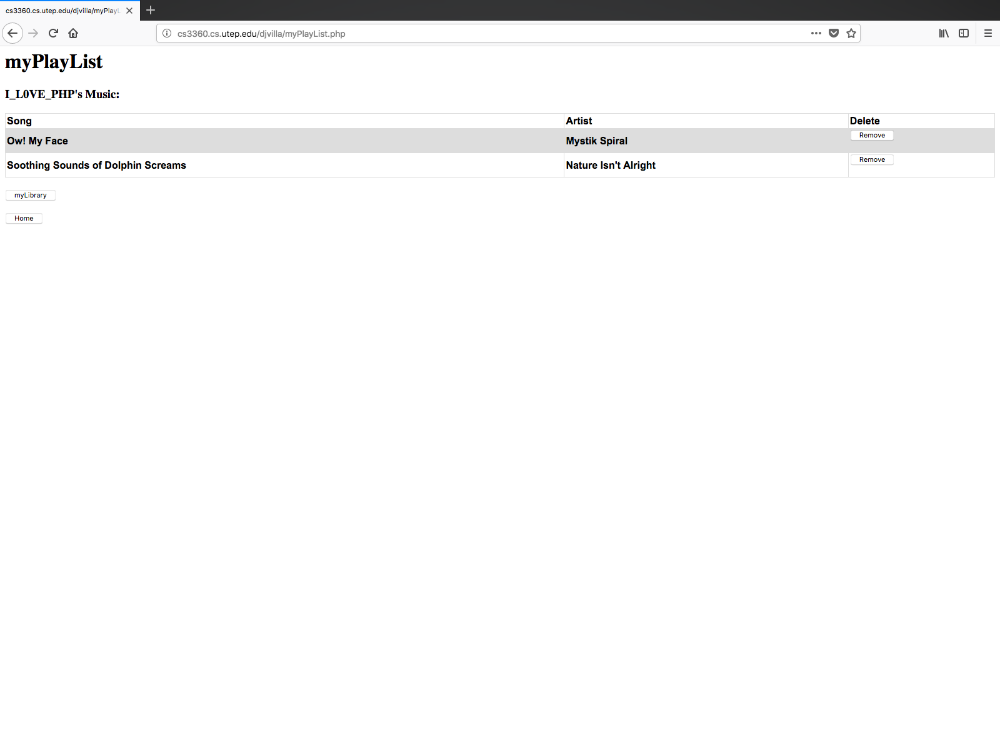 cs3360.cs.utep.edu/djvilla/myPlayL
cs3360.cs.utep.edu/djvilla/myPlayList.php
myPlayList
I_L0VE_PHP's Music:
Song Artist Delete
Ow! My Face Mystik Spiral Remove
Soothing Sounds of Dolphin Screams Nature Isn't Alright Remove
myLibrary
Home